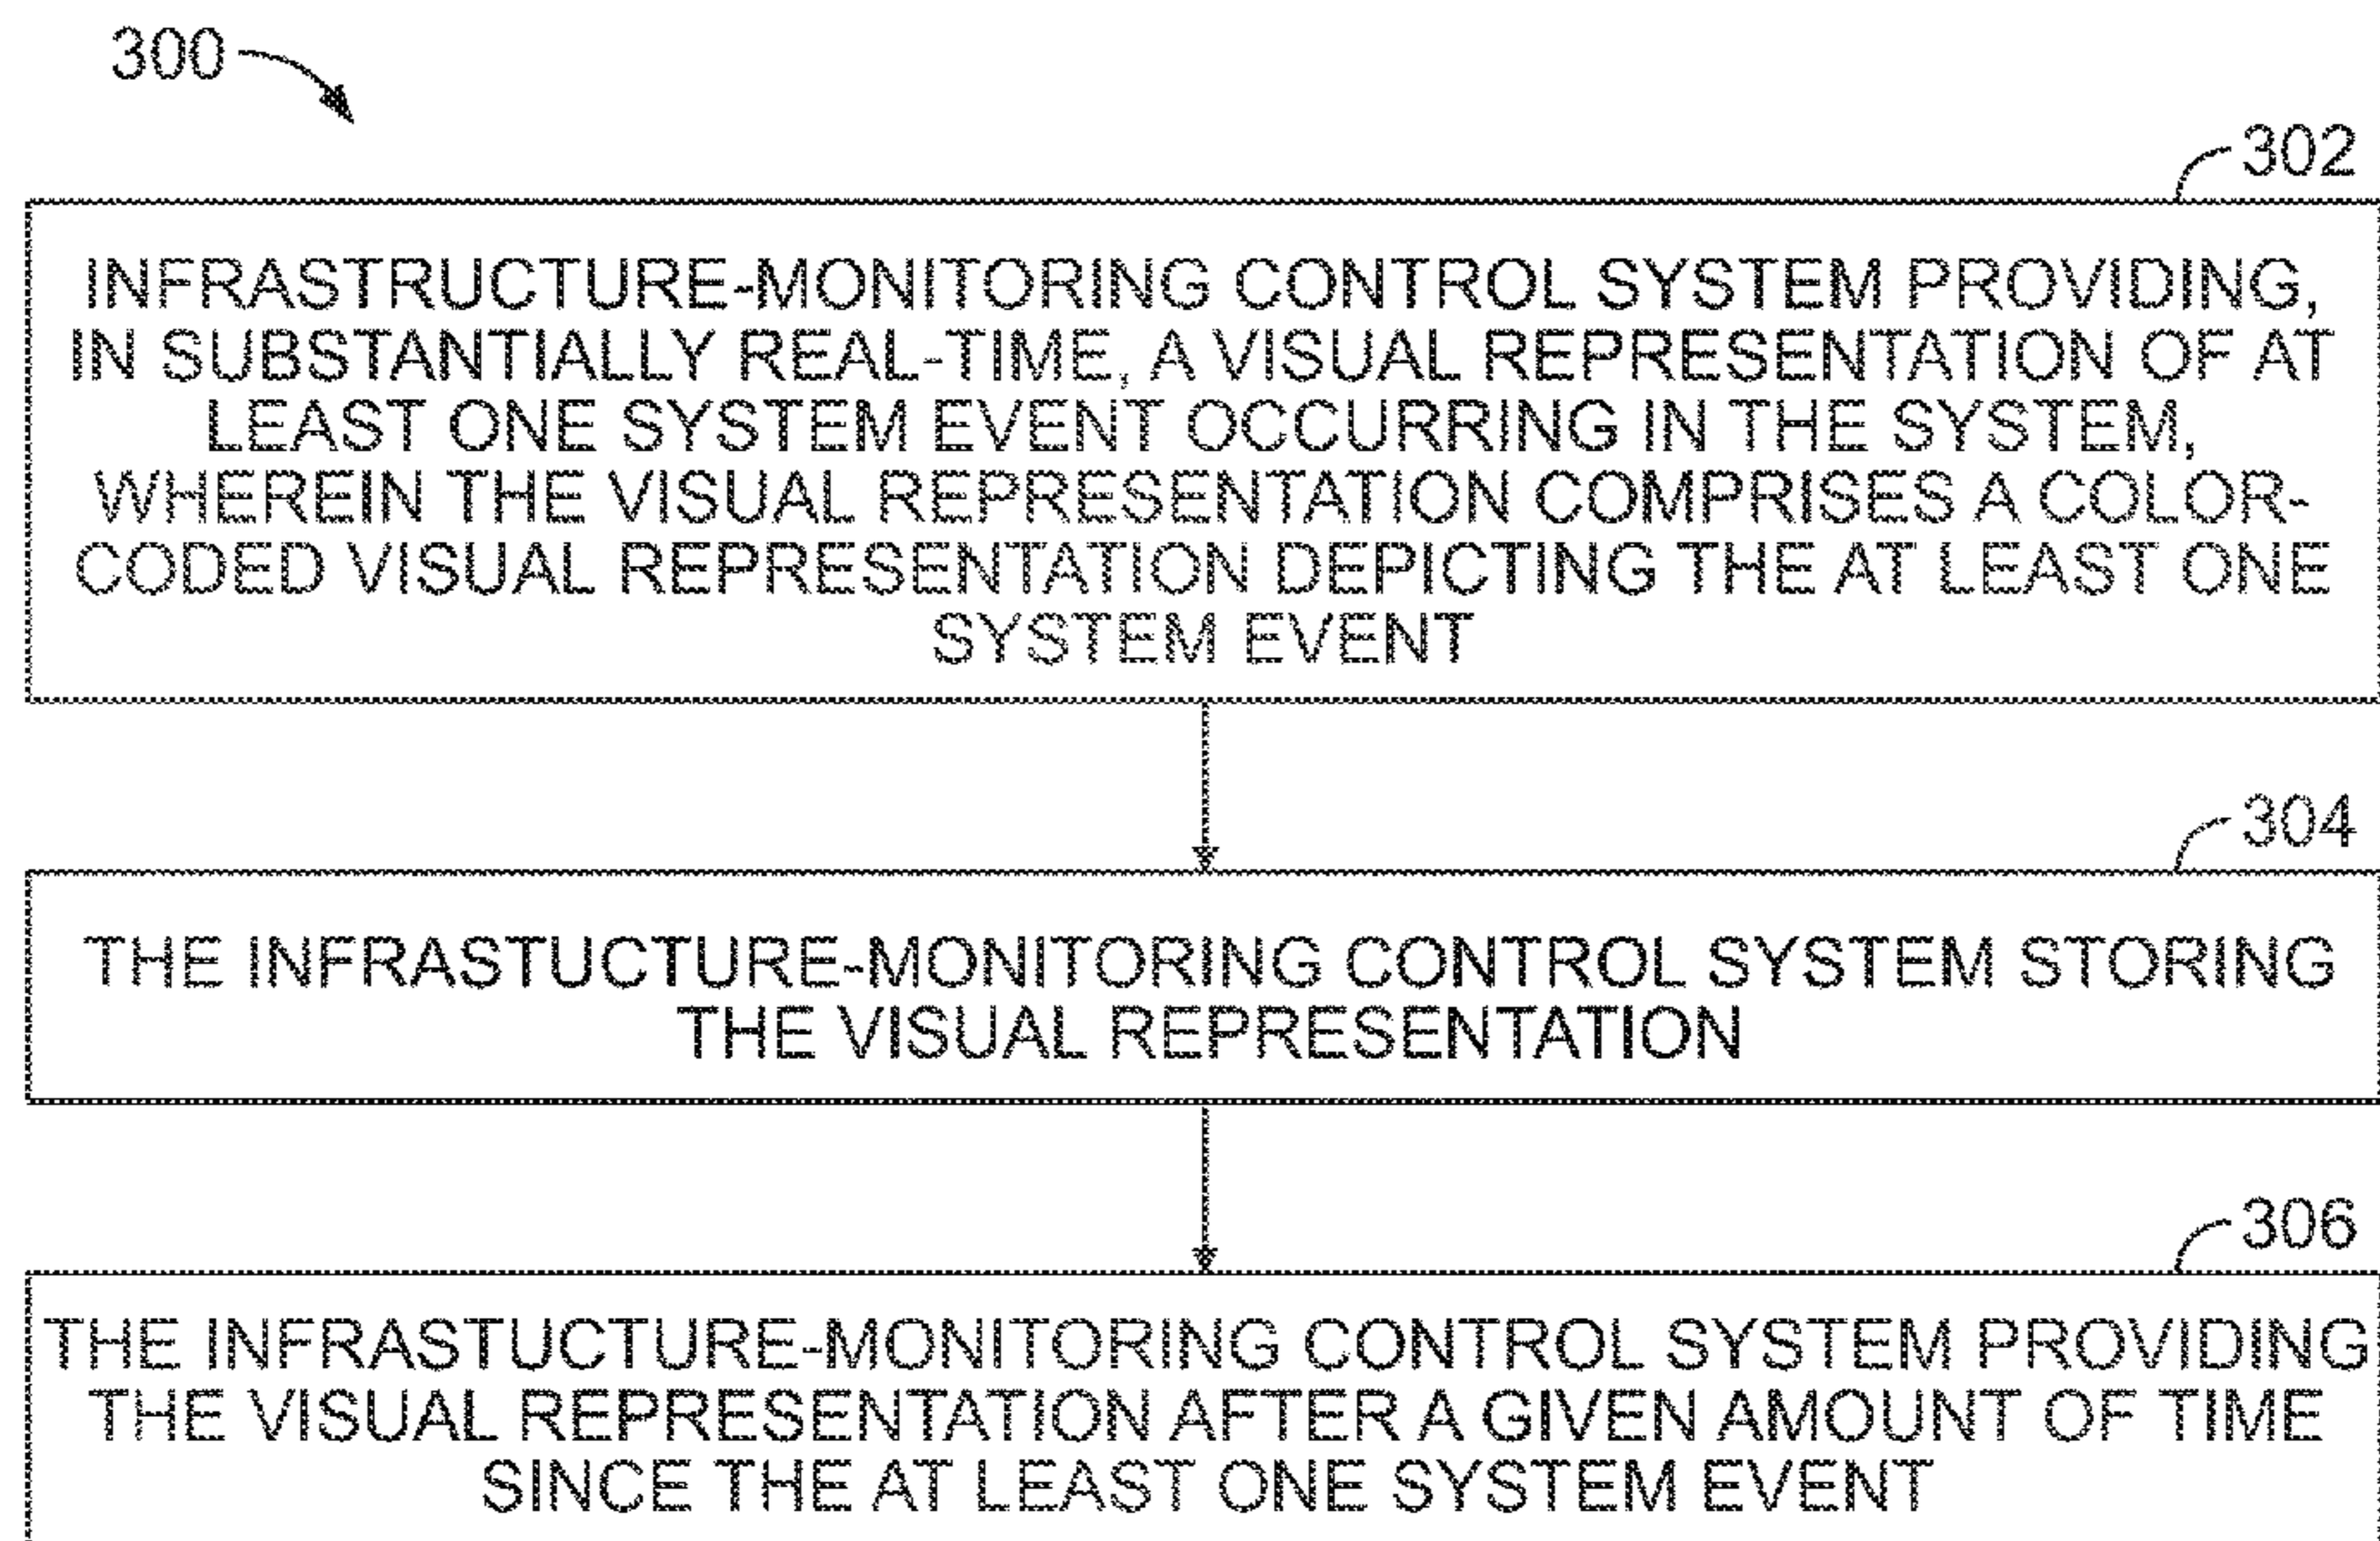 300
302
INFRASTRUCTURE-MONITORING CONTROL SYSTEM PROVIDING,
IN SUBSTANTIALLY REAL-TIME, A VISUAL REPRESENTATION OF AT
LEAST ONE SYSTEM EVENT OCCURRING IN THE SYSTEM,
WHEREIN THE VISUAL REPRESENTATION COMPRISES A COLOR-
CODED VISUAL REPRESENTATION DEPICTING THE AT LEAST ONE
SYSTEM EVENT
304
THE INFRASTUCTURE-MONITORING CONTROL SYSTEM STORING
THE VISUAL REPRESENTATION
306
THE INFRASTUCTURE-MONITORING CONTROL SYSTEM PROVIDING
THE VISUAL REPRESENTATION AFTER A GIVEN AMOUNT OF TIME
SINCE THE AT LEAST ONE SYSTEM EVENT